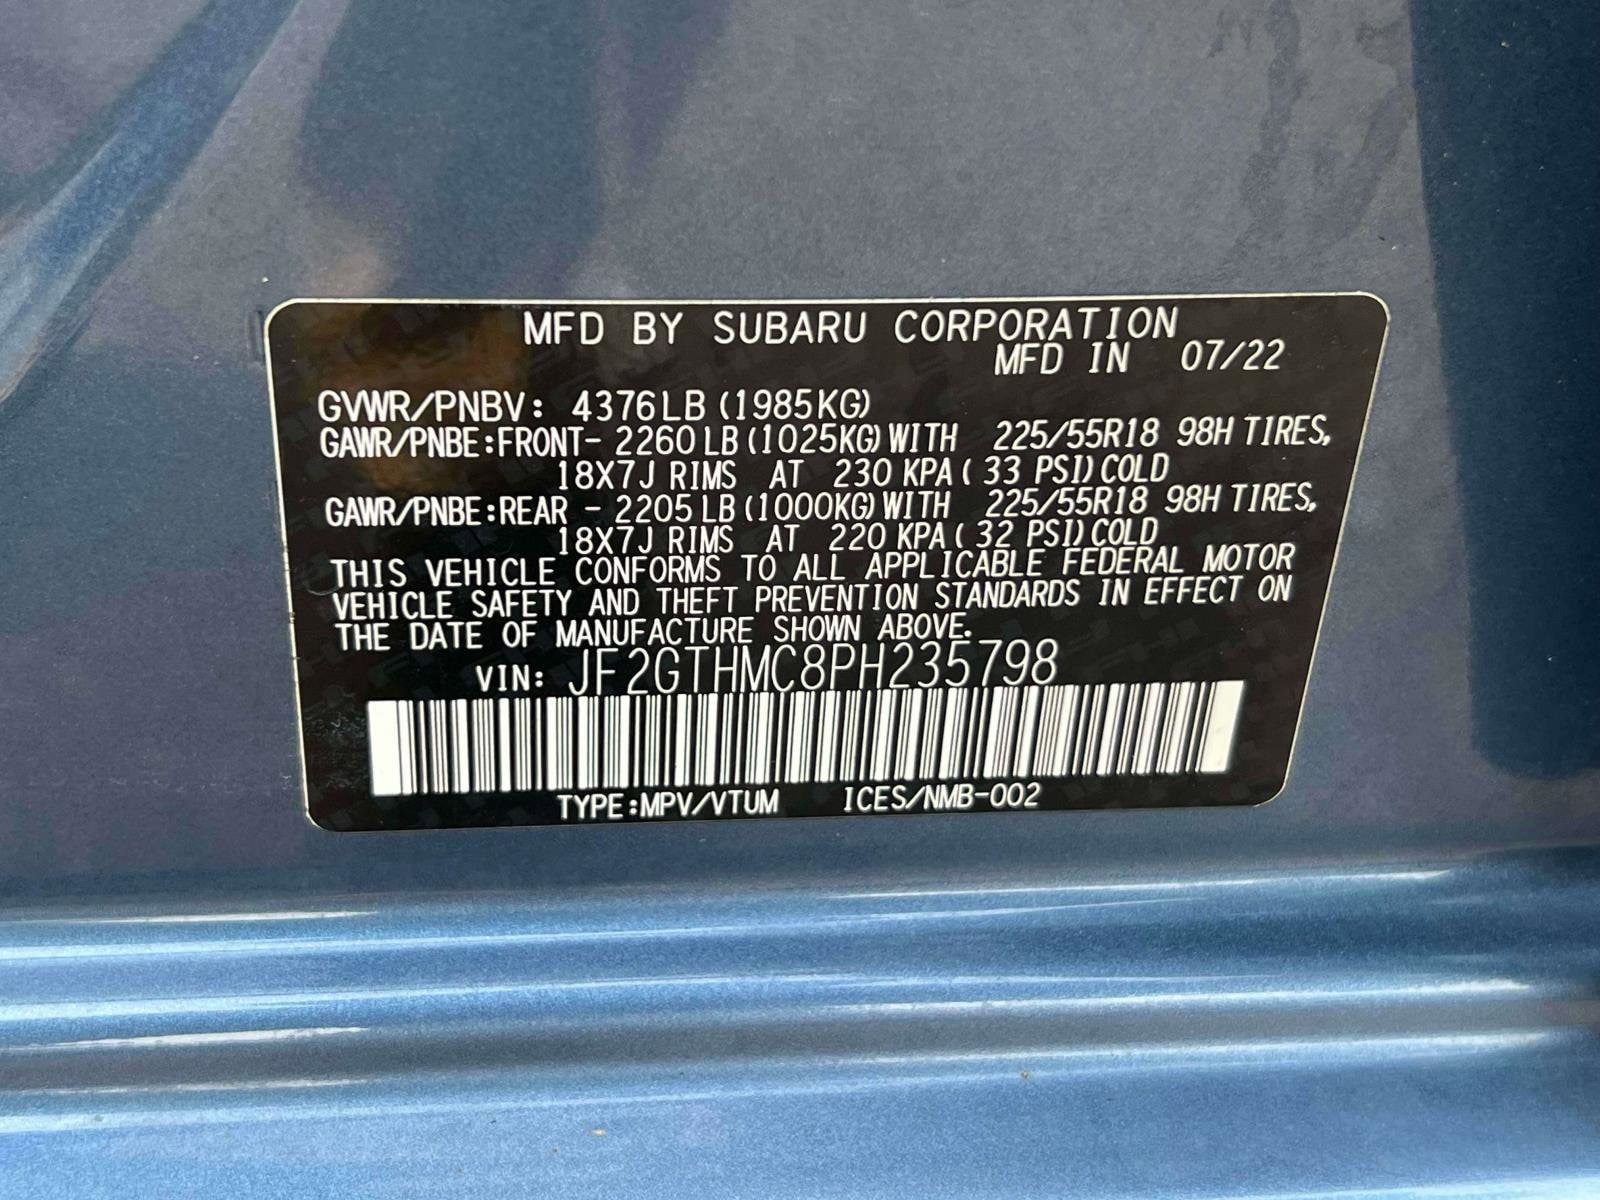 MFD BY SUBARU CORPORATION
MFD IN 07/22
GVWR/PNBV: 4376LB (1985KG)
GAWR/PNBE:FRONT- 2260 LB (1025KG) WITH 225/55R18 98H TIRES,
18X7J RIMS AT 230 KPA ( 33 PSI) COLD
GAWR/PNBE:REAR - 2205 LB (1000KG) WITH 225/55R18 98H TIRES,
18X7J RIMS AT 220 KPA ( 32 PSI) COLD
THIS VEHICLE CONFORMS TO ALL APPLICABLE FEDERAL MOTOR
VEHICLE SAFETY AND THEFT PREVENTION STANDARDS IN EFFECT ON
THE DATE OF MANUFACTURE SHOWN ABOVE.
VIN: JF2GTHMC8PH235798
TYPE:MPV/VTUM ICES/NMB-002